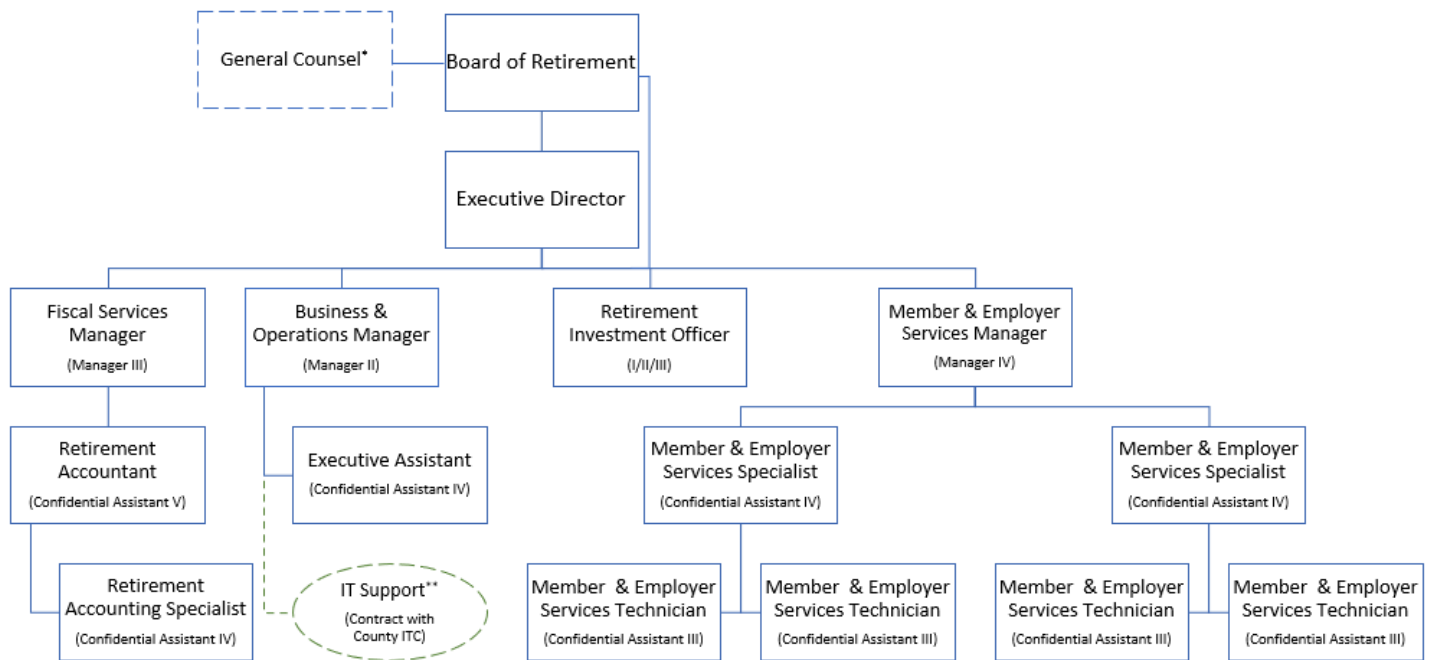 General Counsel*
Board of Retirement
Executive Director
Fiscal Services
Manager
(Manager III)
Business &
Operations Manager
(Manager II)
Retirement
Investment Officer
(I/II/III)
Member & Employer
Services Manager
(Manager IV)
Retirement
Accountant
(Confidential Assistant V)
Executive Assistant
(Confidential Assistant IV)
Member & Employer
Services Specialist
(Confidential Assistant IV)
Member & Employer
Services Specialist
(Confidential Assistant IV)
Retirement
Accounting Specialist
(Confidential Assistant IV)
IT Support**
(Contract with
County ITC)
Member & Employer
Services Technician
(Confidential Assistant III)
Member & Employer
Services Technician
(Confidential Assistant III)
Member & Employer
Services Technician
(Confidential Assistant III)
Member & Employer
Services Technician
(Confidential Assistant III)